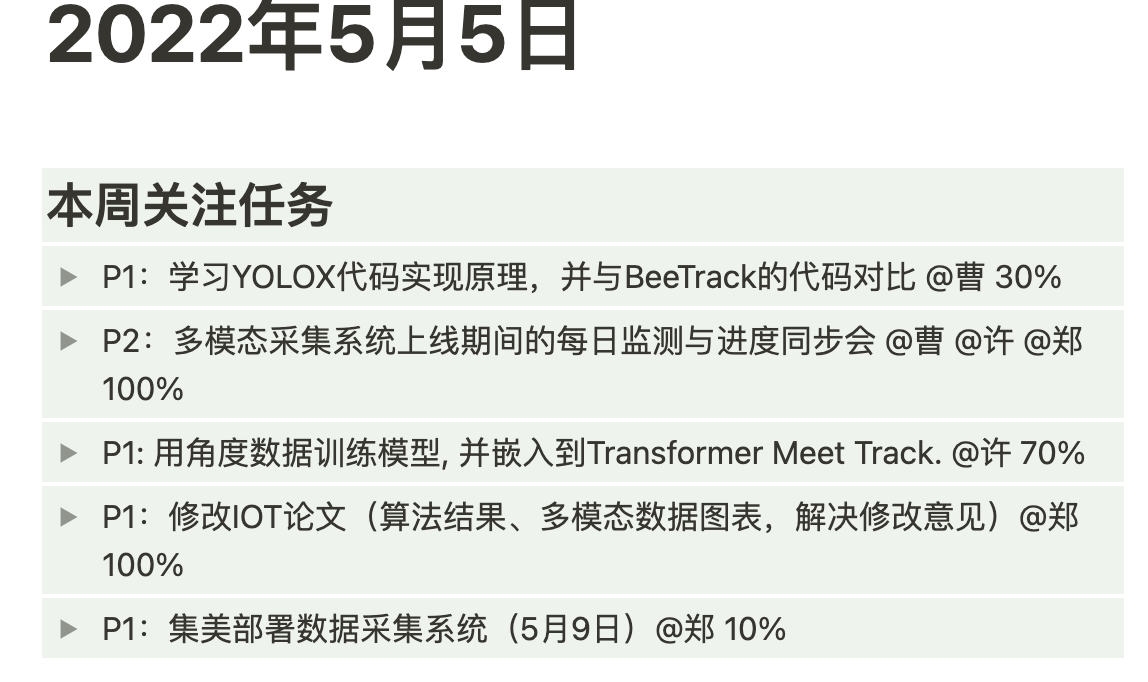 2022年5月5日
本周关注任务
P1：学习YOLOX代码实现原理，并与BeeTrack的代码对比 @曹 30%
P2：多模态采集系统上线期间的每日监测与进度同步会 @曹 @许 @郑
100%
P1: 用角度数据训练模型, 并嵌入到Transformer Meet Track. @许 70%
P1：修改IOT论文（算法结果、多模态数据图表，解决修改意见）@郑
100%
P1：集美部署数据采集系统（5月9日）@郑 10%